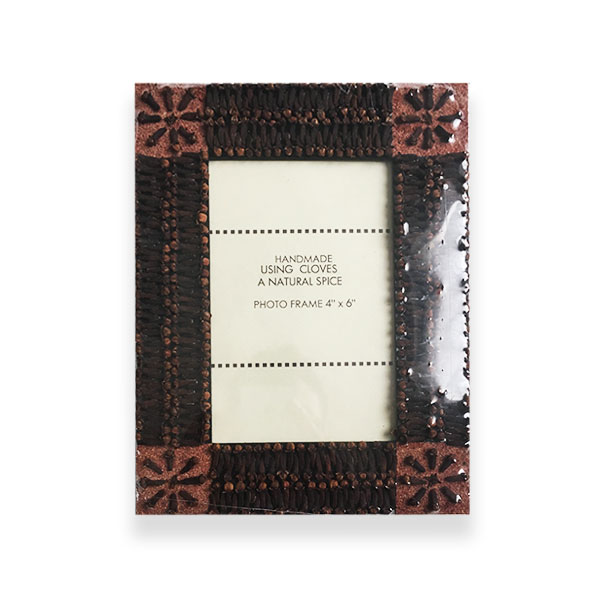 HANDMADE
USING CLOVES
A NATURAL SPICE
PHOTO FRAME 4" x 6"